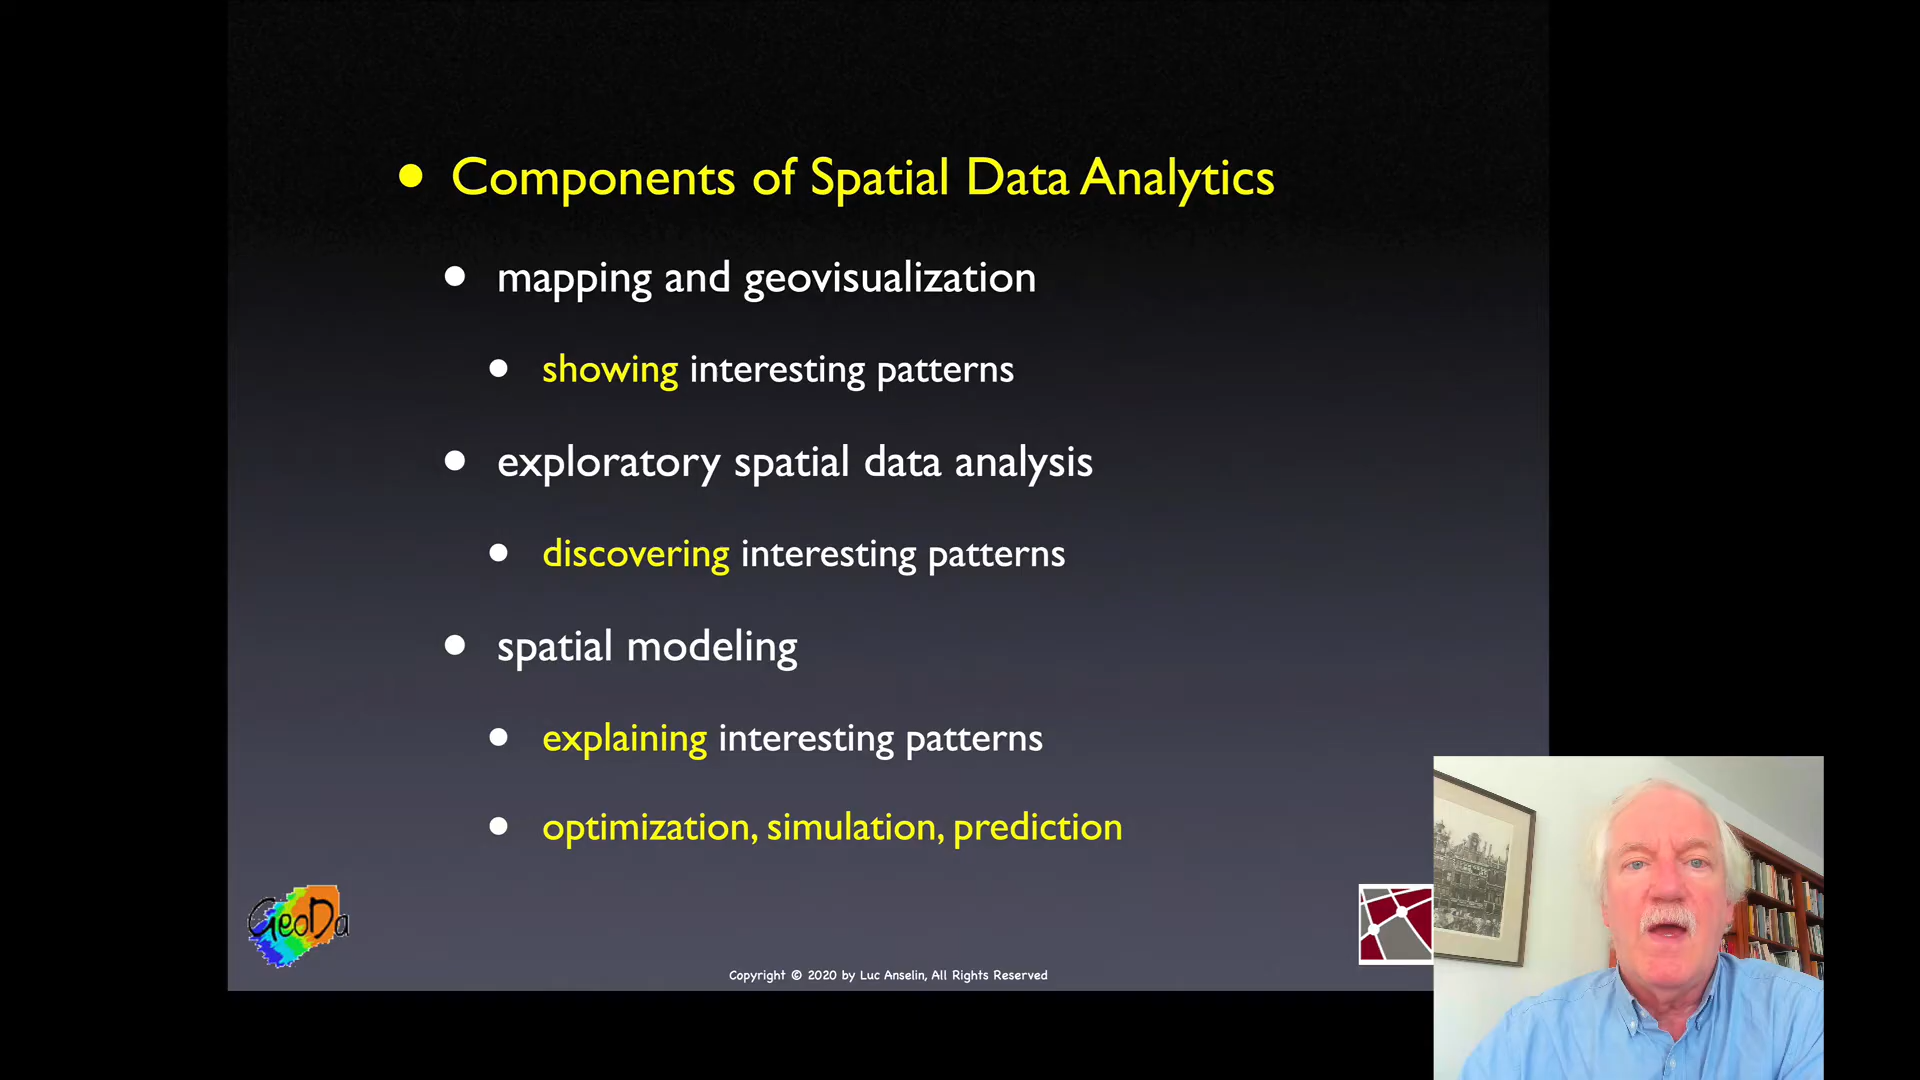 Components of Spatial Data Analytics
mapping and geovisualization
showing interesting patterns
exploratory spatial data analysis
discovering interesting patterns
spatial modeling
explaining interesting patterns
optimization, simulation, prediction
GeoDa
Copyright © 2020 by Luc Anselin, All Rights Reserved